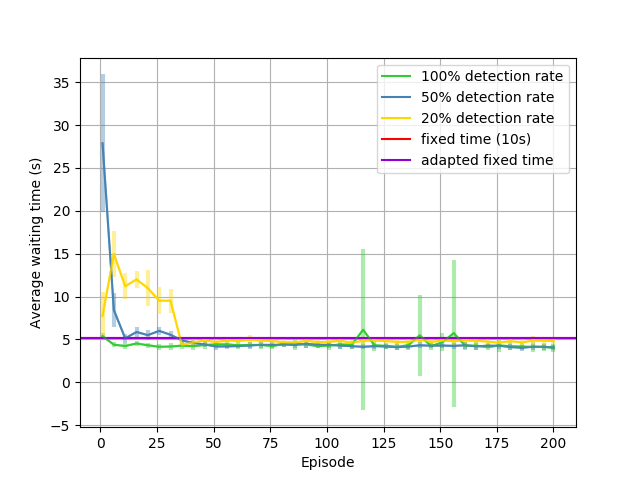 100% detection rate
50% detection rate
20% detection rate
fixed time (10s)
adapted fixed time
Average waiting time (s)
35
30
25
20
15
10
5
0
−5
0 25 50 75 100 125 150 175 200
Episode